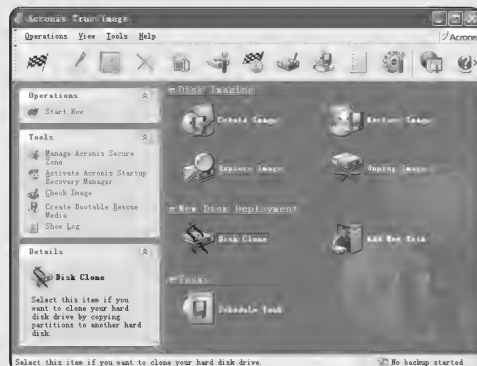 Acronis True Image
Operations View Tools Help
Acronis
Operations
Start Now
Tools
Manage Acronis Secure Zone
Activate Acronis Startup Recovery Manager
Check Image
Create Bootable Rescue Media
Show Log
Details
Disk Clone
Select this item if you
want to clone your hard
disk drive by copying
partitions to another hard
disk.
Disk Imaging
Create Image
Restore Image
Explore Image
Unplug Image
New Disk Deployment
Disk Clone
Add New Disk
Tasks
Schedule Task
Select this item if you want to clone your hard disk drive.
No backup started